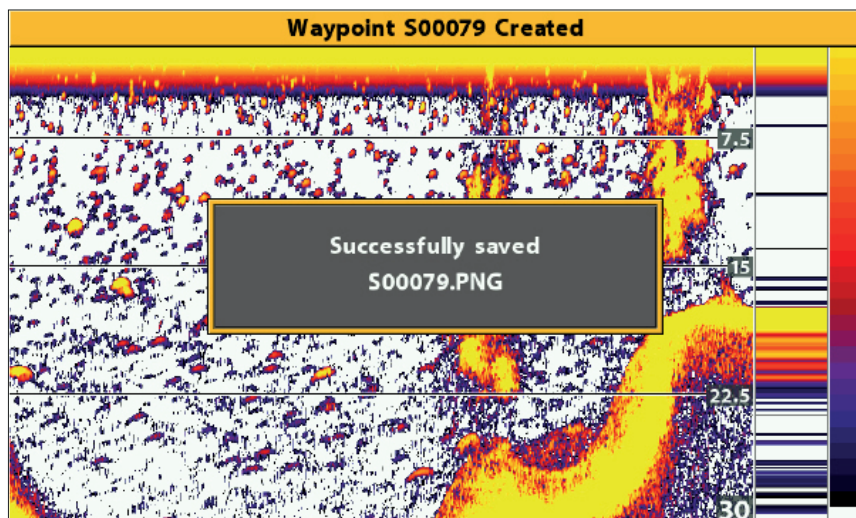 Waypoint S00079 Created
7.5
Successfully saved
S00079.PNG
15
22.5
30